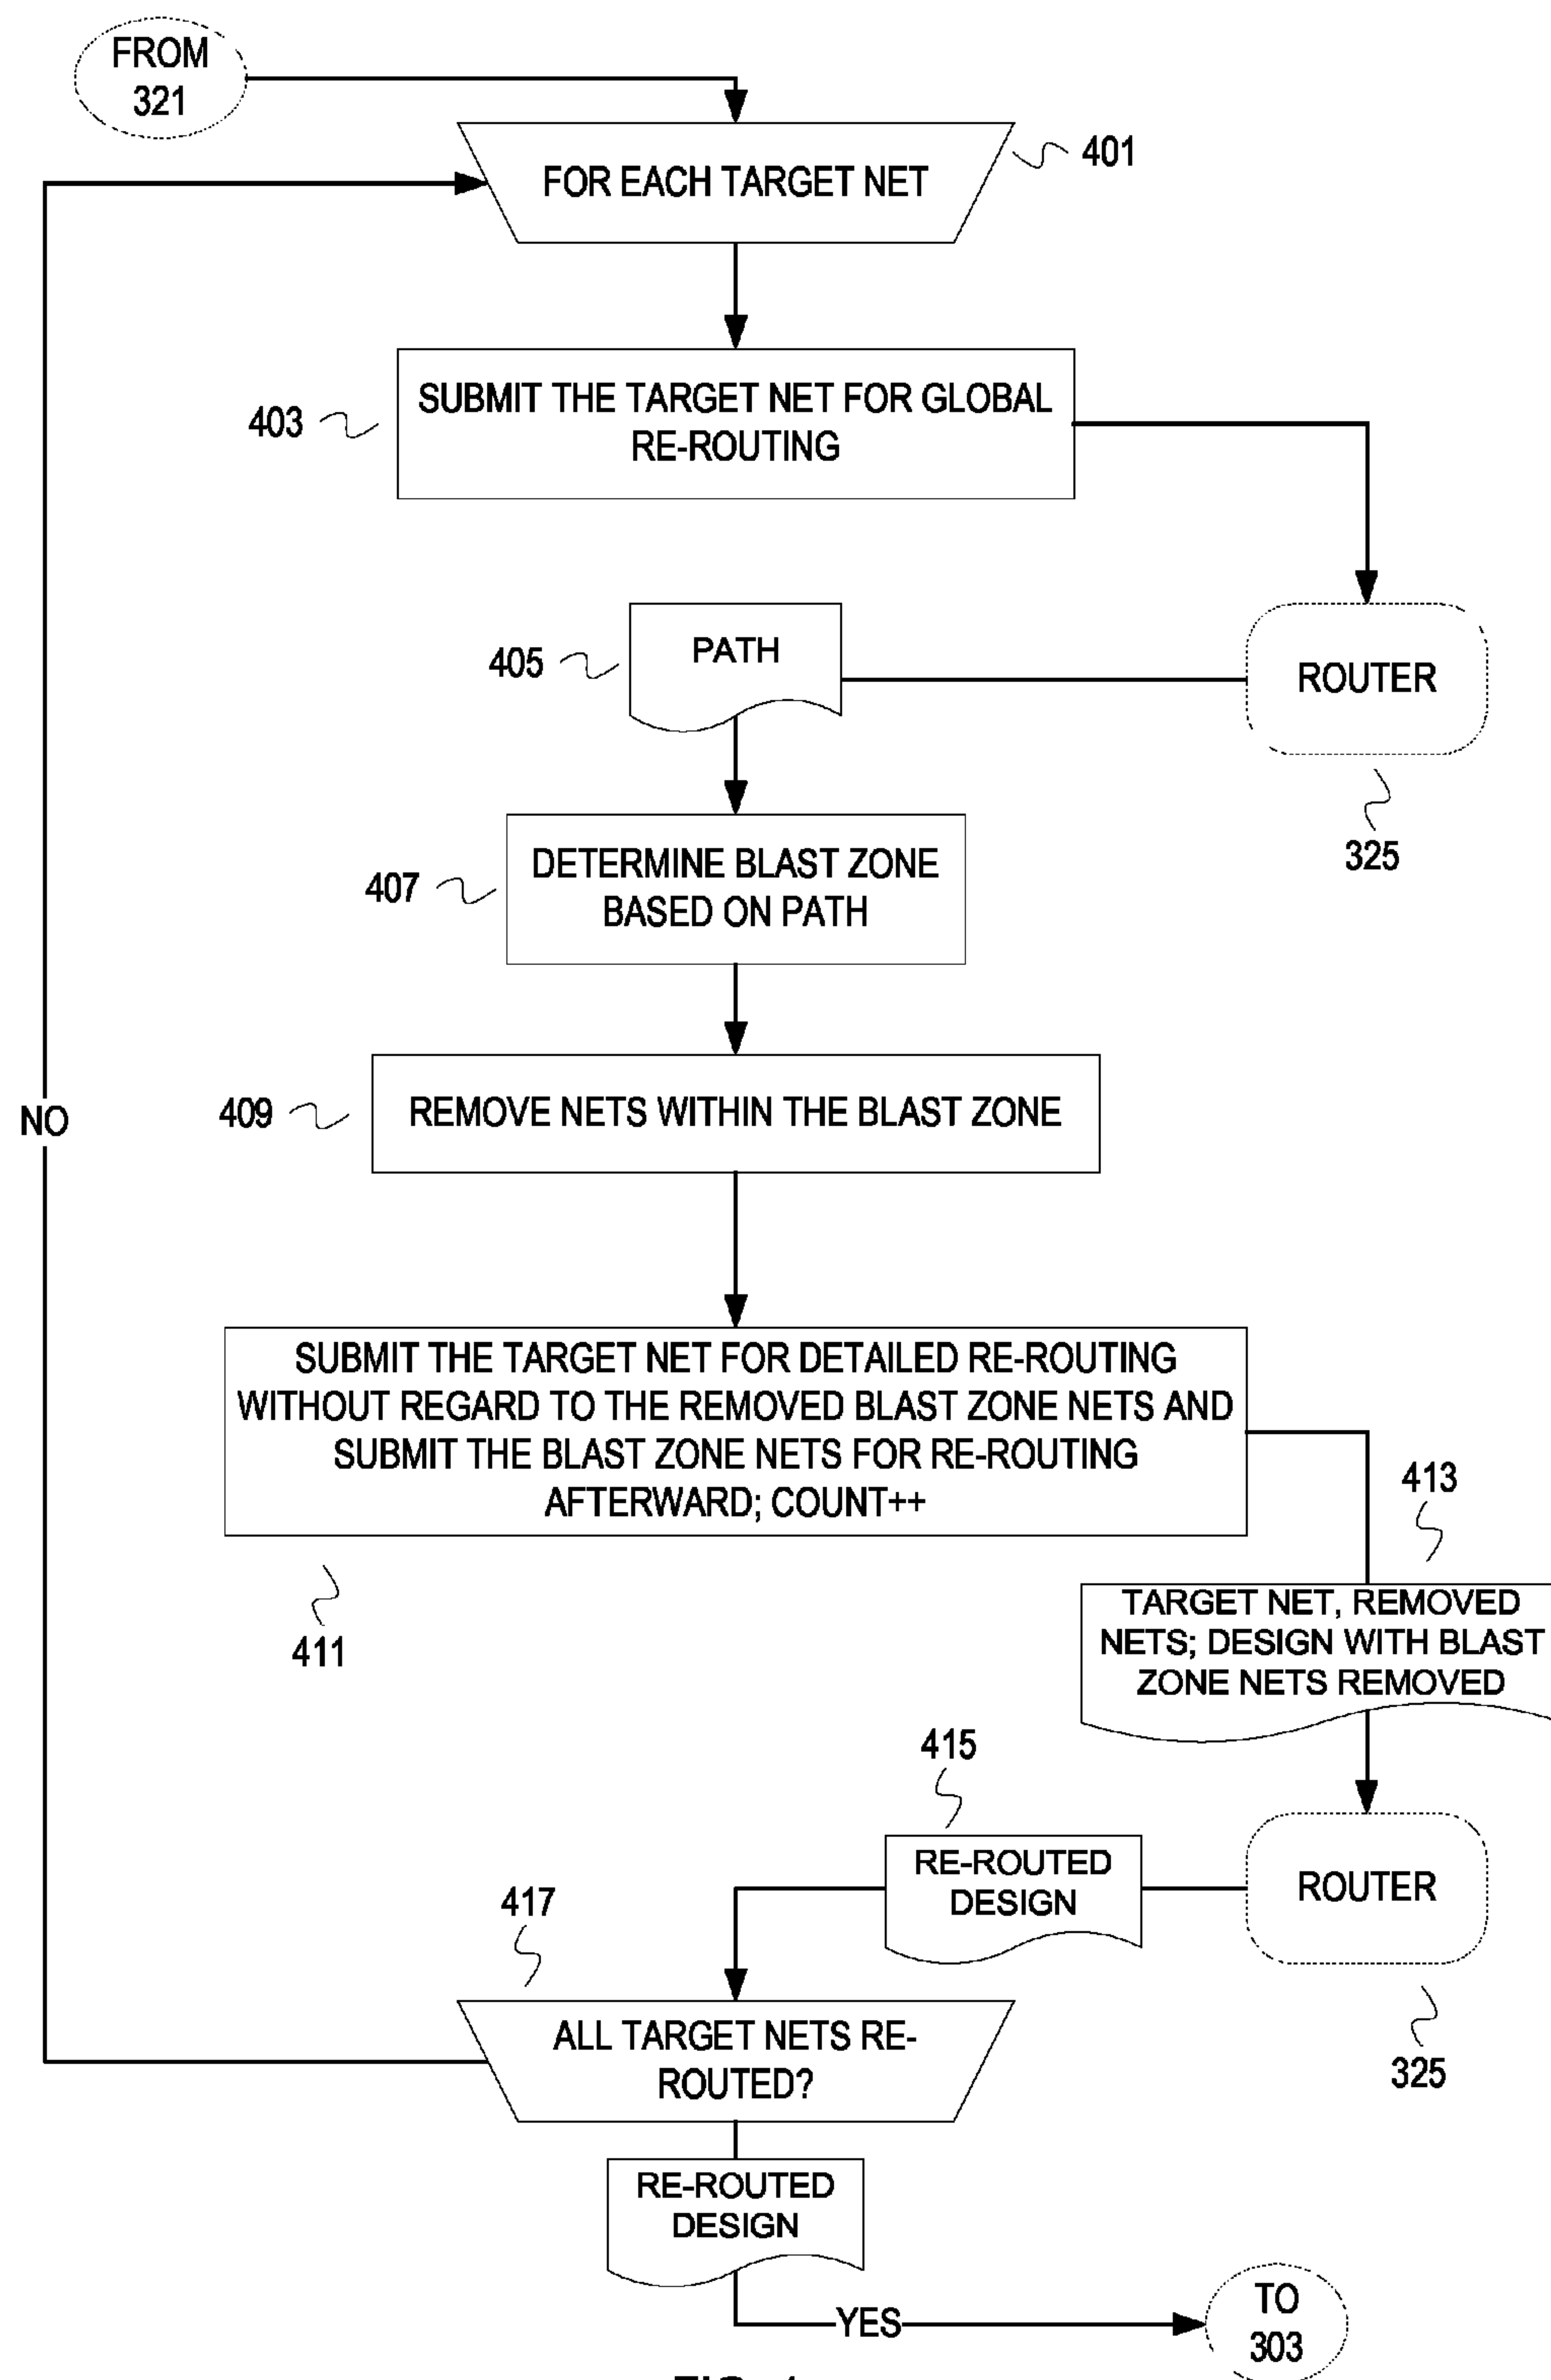 FROM
321
FOR EACH TARGET NET
401
SUBMIT THE TARGET NET FOR GLOBAL
RE-ROUTING
403
PATH
405
ROUTER
325
DETERMINE BLAST ZONE
BASED ON PATH
407
NO
409
REMOVE NETS WITHIN THE BLAST ZONE
SUBMIT THE TARGET NET FOR DETAILED RE-ROUTING
WITHOUT REGARD TO THE REMOVED BLAST ZONE NETS AND
SUBMIT THE BLAST ZONE NETS FOR RE-ROUTING
AFTERWARD; COUNT++
411
413
TARGET NET, REMOVED
NETS; DESIGN WITH BLAST
ZONE NETS REMOVED
415
RE-ROUTED
DESIGN
ROUTER
325
417
ALL TARGET NETS RE-
ROUTED?
RE-ROUTED
DESIGN
YES
TO
303